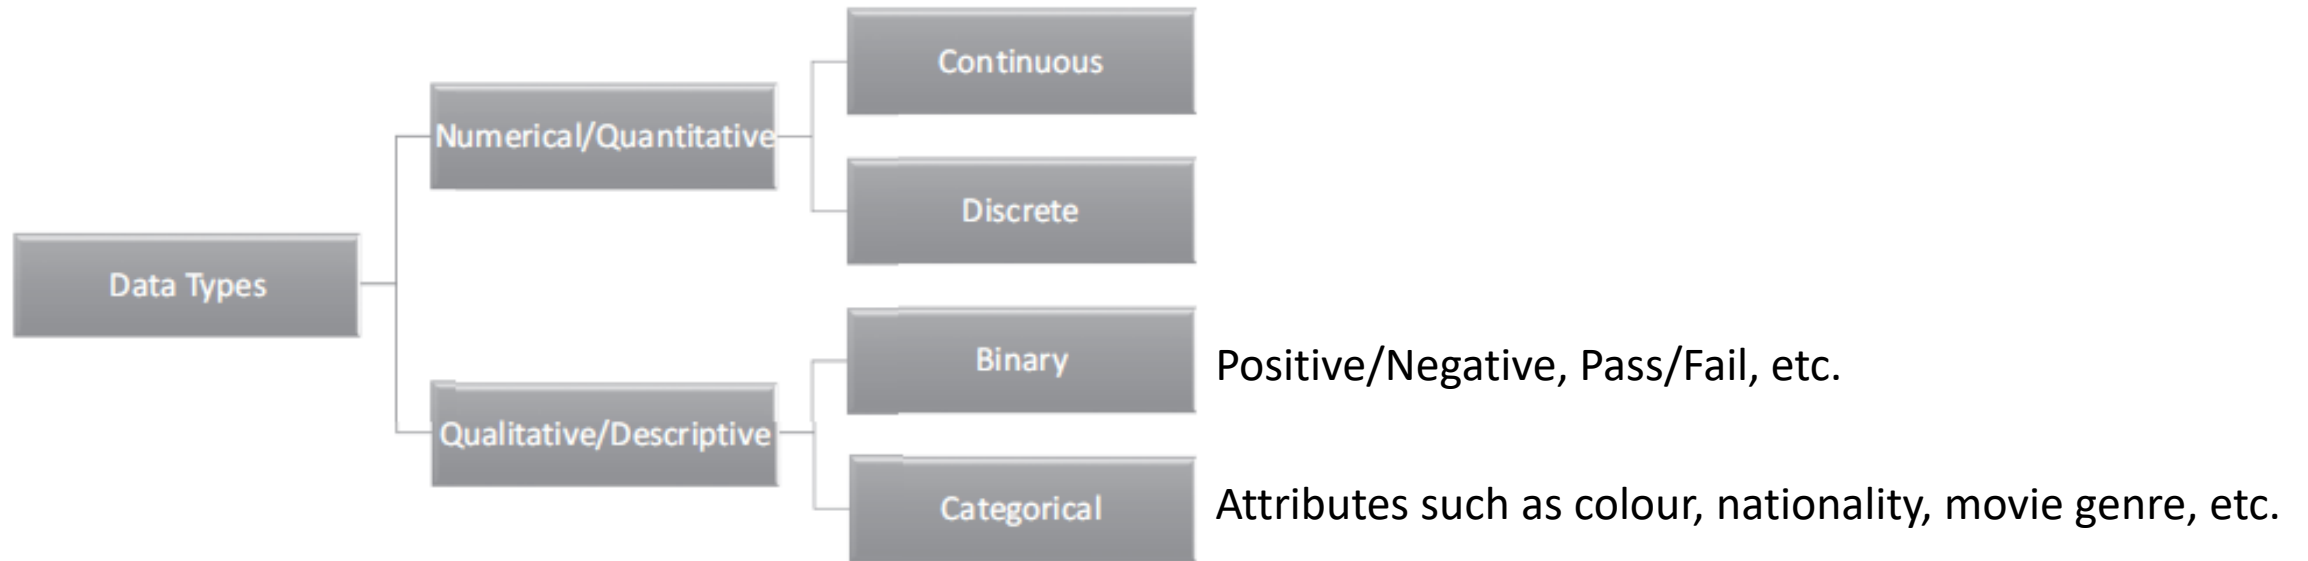 Continuous
Numerical/Quantitative
Discrete
Data Types
Binary
Positive/Negative, Pass/Fail, etc.
Qualitative/Descriptive
Categorical
Attributes such as colour, nationality, movie genre, etc.